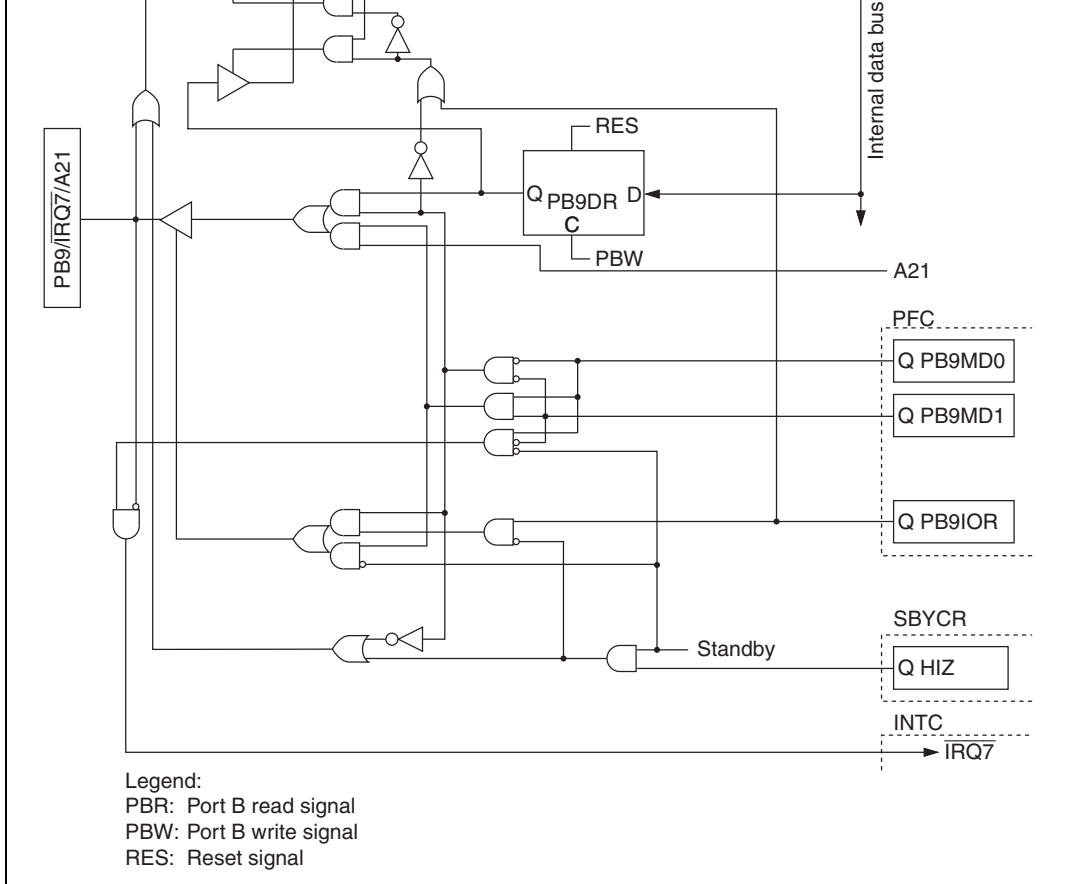 Internal data bus
PB9/IRQ7/A21
RES
Q PB9DR D
C
PBW
A21
PFC
Q PB9MD0
Q PB9MD1
Q PB9IOR
SBYCR
Standby
Q HIZ
INTC
IRQ7
Legend:
PBR: Port B read signal
PBW: Port B write signal
RES: Reset signal